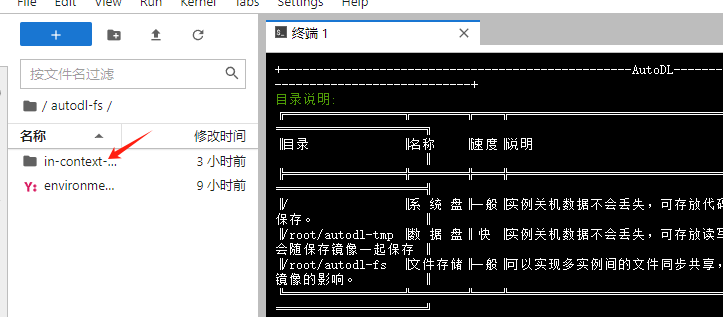 File Edit View Run Kernel Tabs Settings Help
终端 1
按文件名过滤
/ autodl-fs /
名称 修改时间
in-context-... 3 小时前
Y: environme... 9 小时前
+--------------------------------------------------AutoDL-------
----------------------------+
目录说明:
║目录 ║名称 ║速度║说明
║
║/ ║系 统 盘║一般║实例关机数据不会丢失，可存放代码
保存。 ║
║/root/autodl-tmp ║数 据 盘║ 快 ║实例关机数据不会丢失，可存放读写
会随保存镜像一起保存 ║
║/root/autodl-fs ║文件存储║一般║可以实现多实例间的文件同步共享，
镜像的影响。 ║